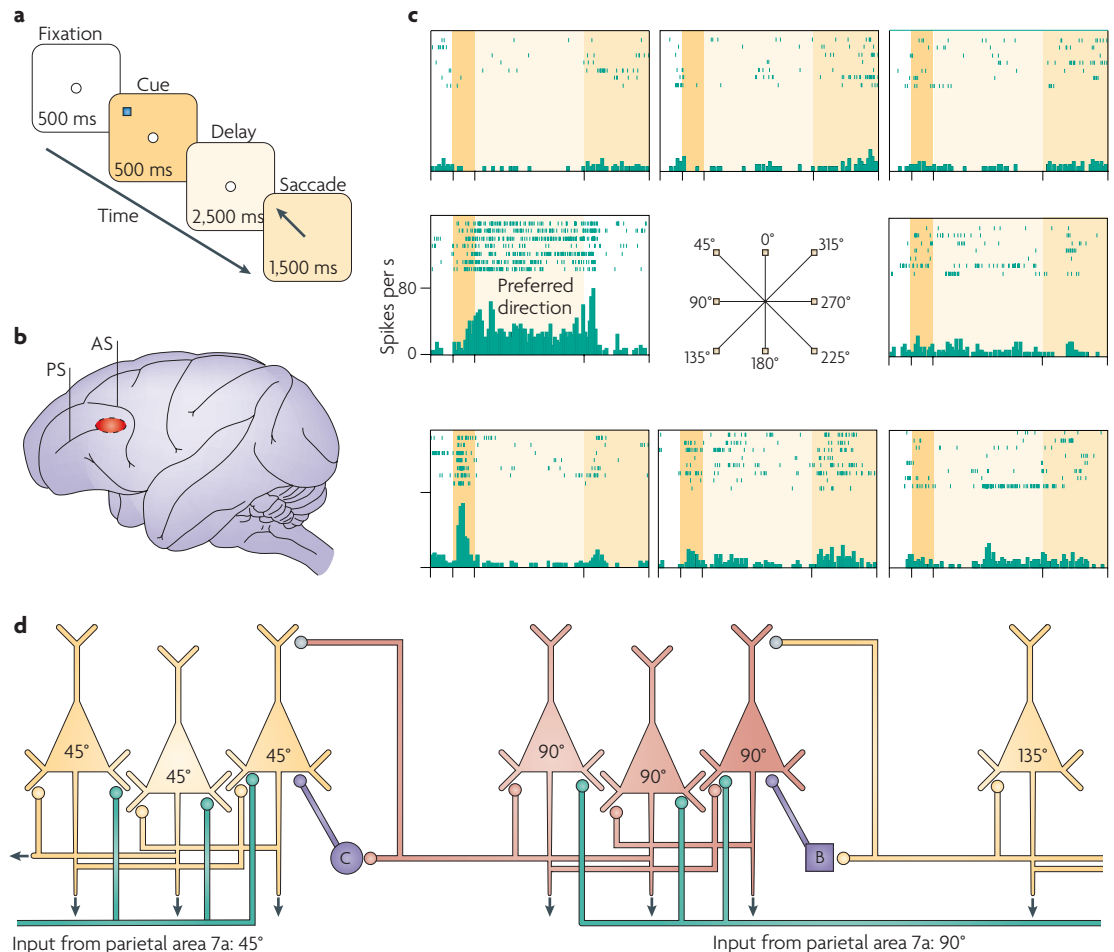 a
Fixation
500 ms
Cue
500 ms
Delay
2,500 ms
Saccade
1,500 ms
Time
b
AS
PS
c
Spikes per s
80
0
Preferred
direction
0°
45°
315°
90°
270°
135°
225°
180°
d
45°
45°
45°
90°
90°
90°
135°
C
B
Input from parietal area 7a: 45°
Input from parietal area 7a: 90°